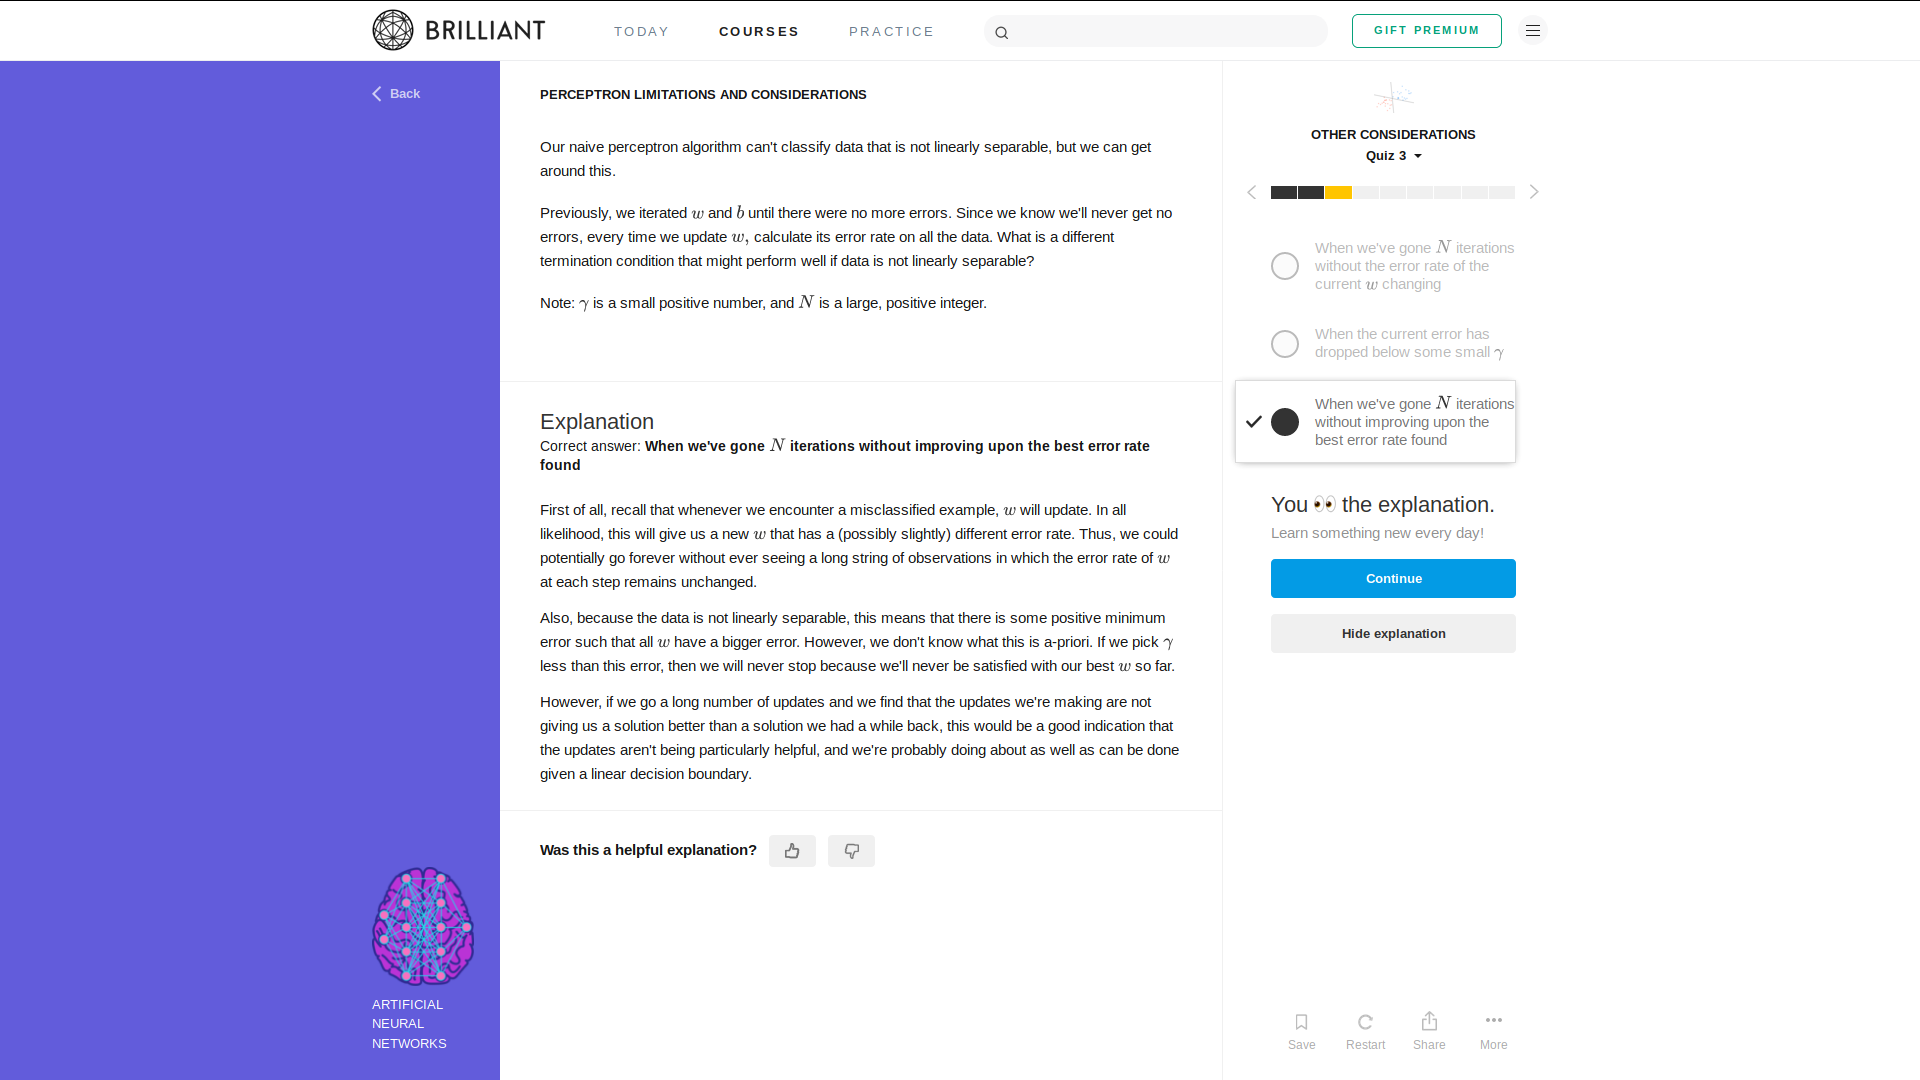 BRILLIANT
TODAY
COURSES
PRACTICE
GIFT PREMIUM
Back
PERCEPTRON LIMITATIONS AND CONSIDERATIONS
Our naive perceptron algorithm can't classify data that is not linearly separable, but we can get
around this.
Previously, we iterated w and b until there were no more errors. Since we know we'll never get no
errors, every time we update w, calculate its error rate on all the data. What is a different
termination condition that might perform well if data is not linearly separable?
Note: γ is a small positive number, and N is a large, positive integer.
Explanation
Correct answer: When we've gone N iterations without improving upon the best error rate
found
First of all, recall that whenever we encounter a misclassified example, w will update. In all
likelihood, this will give us a new w that has a (possibly slightly) different error rate. Thus, we could
potentially go forever without ever seeing a long string of observations in which the error rate of w
at each step remains unchanged.
Also, because the data is not linearly separable, this means that there is some positive minimum
error such that all w have a bigger error. However, we don't know what this is a-priori. If we pick γ
less than this error, then we will never stop because we'll never be satisfied with our best w so far.
However, if we go a long number of updates and we find that the updates we're making are not
giving us a solution better than a solution we had a while back, this would be a good indication that
the updates aren't being particularly helpful, and we're probably doing about as well as can be done
given a linear decision boundary.
Was this a helpful explanation?
OTHER CONSIDERATIONS
Quiz 3
When we've gone N iterations
without the error rate of the
current w changing
When the current error has
dropped below some small γ
When we've gone N iterations
without improving upon the
best error rate found
You 👀 the explanation.
Learn something new every day!
Continue
Hide explanation
Save
Restart
Share
More
ARTIFICIAL
NEURAL
NETWORKS